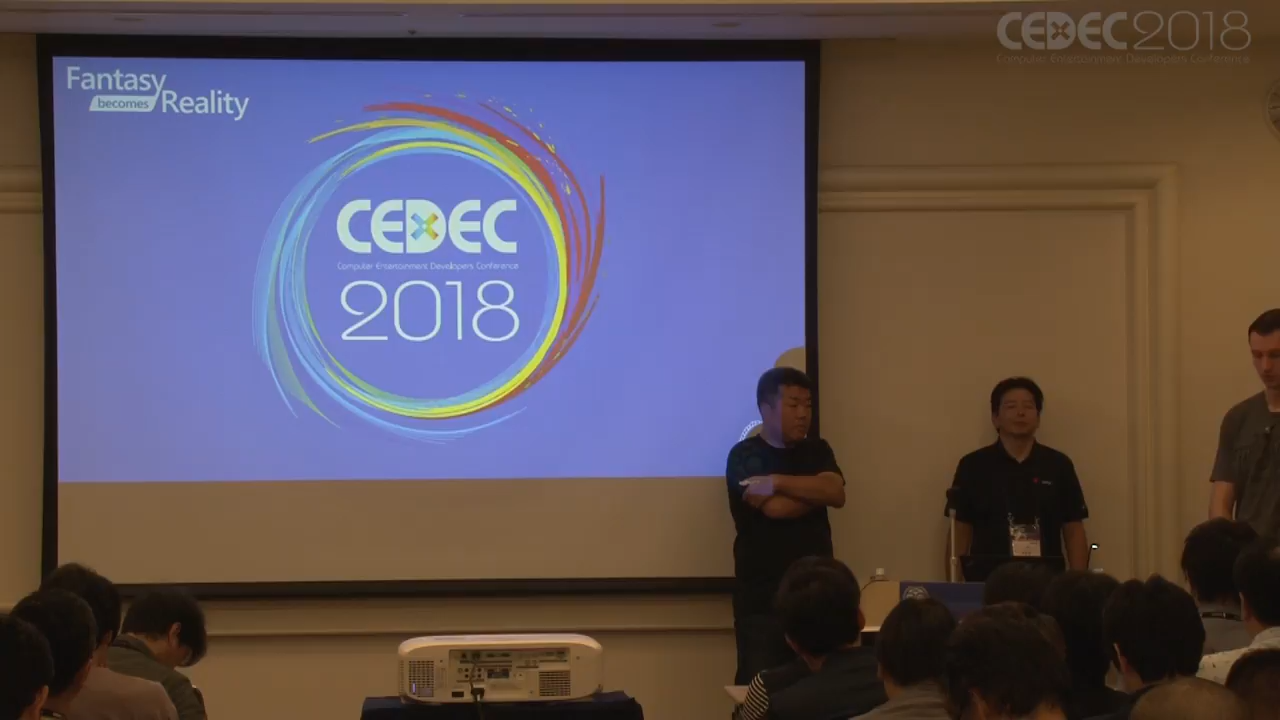 CEDEC2018
Computer Entertainment Developers Conference
Fantasy
becomes
Reality
CEDEC
Computer Entertainment Developers Conference
2018